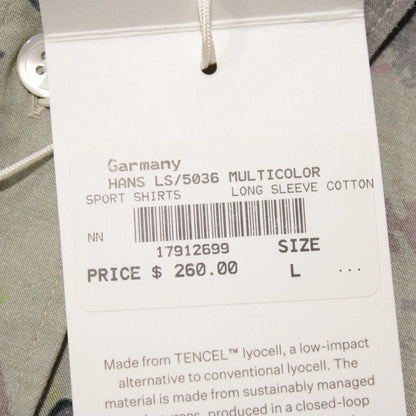 Garmany
HANS LS/5036 MULTICOLOR
SPORT SHIRTS LONG SLEEVE COTTON
NN
17912699 SIZE
PRICE $ 260.00 L ...
Made from TENCEL™ lyocell, a low-impact
alternative to conventional lyocell. The
material is made from sustainably managed
produced in a closed-loop